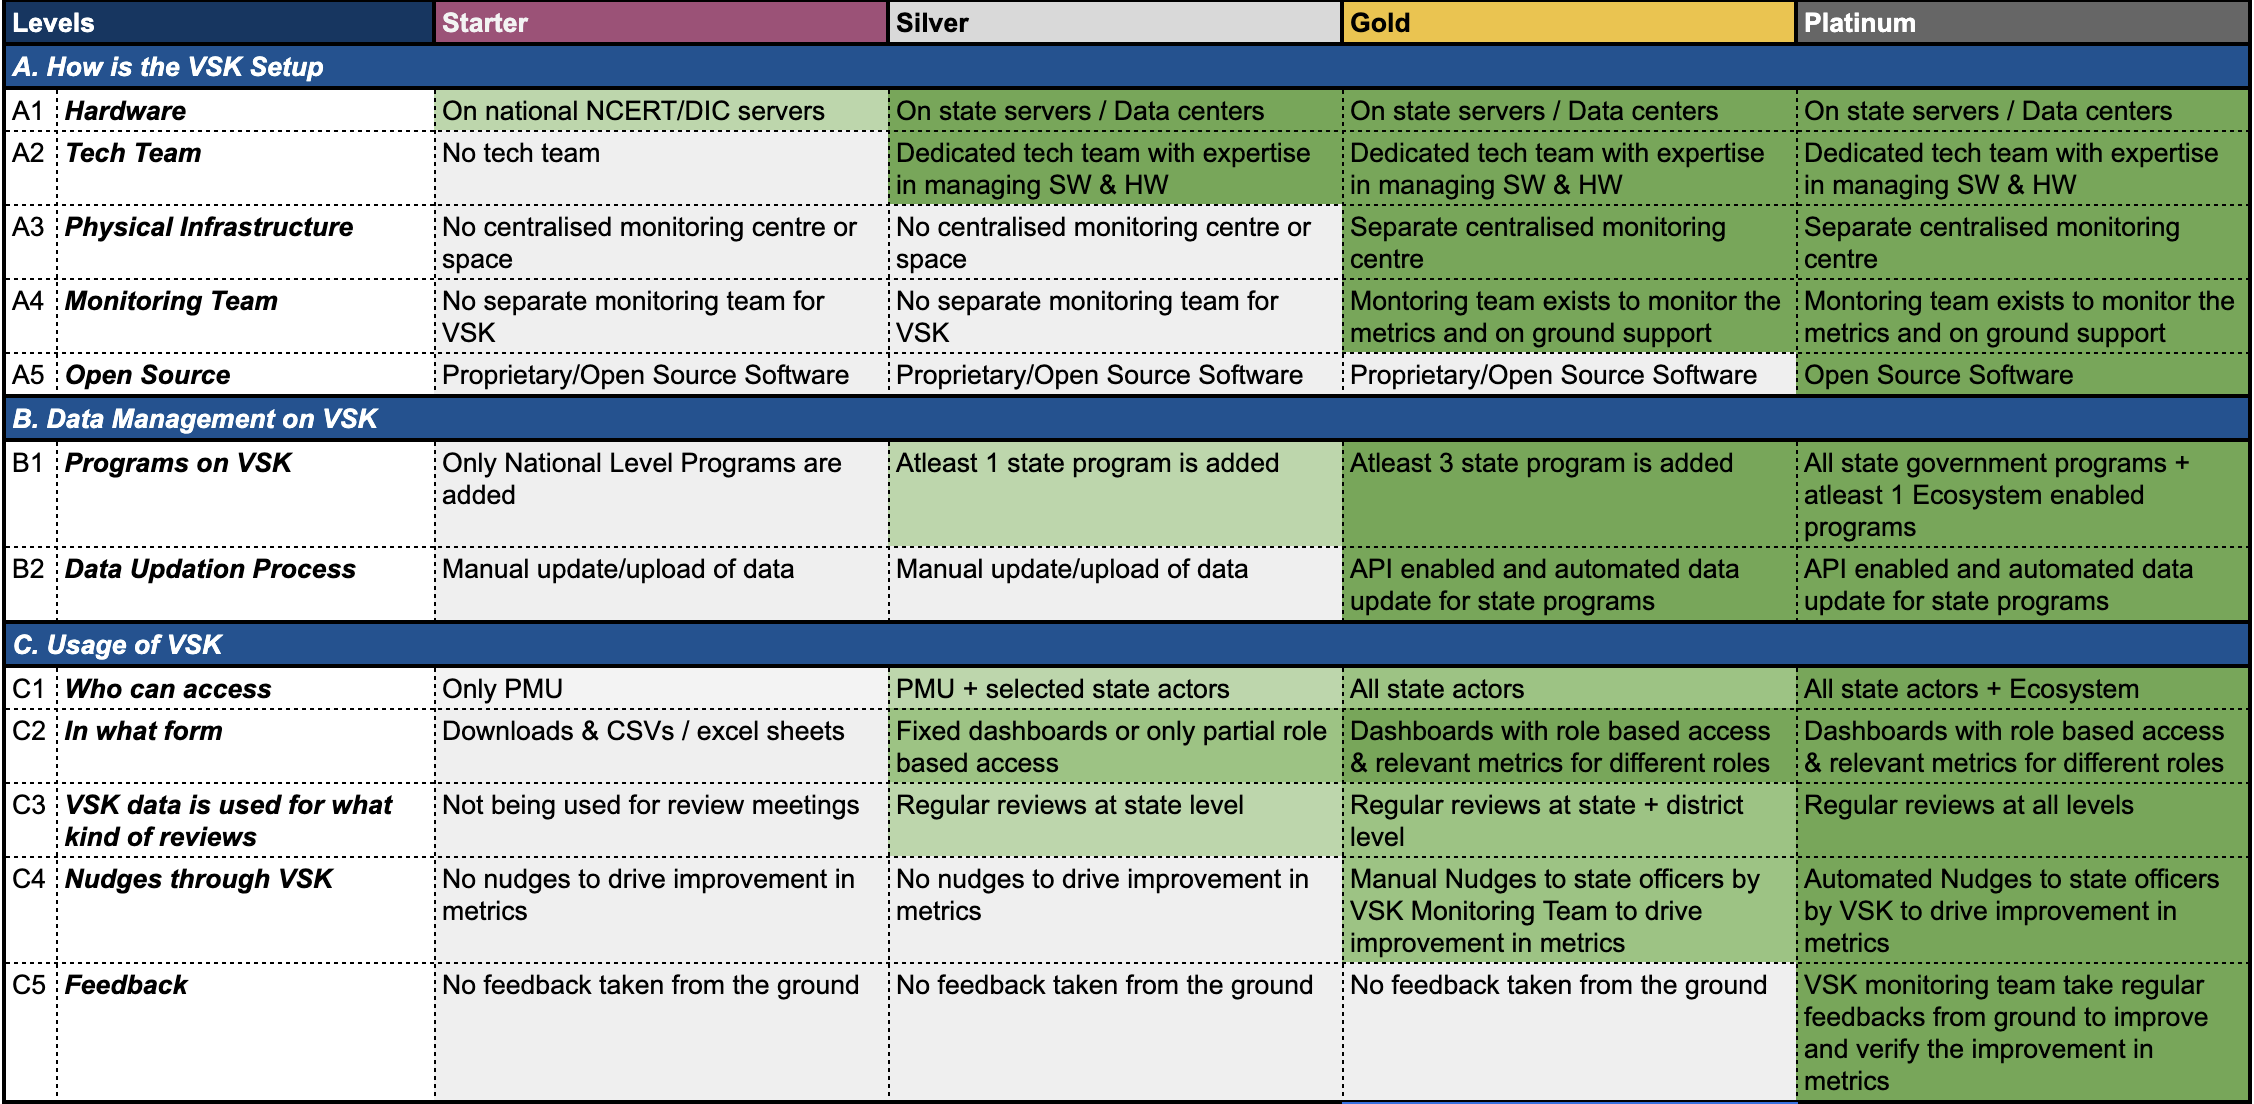 Levels Starter Silver Gold Platinum
A. How is the VSK Setup
A1 Hardware On national NCERT/DIC servers On state servers / Data centers On state servers / Data centers On state servers / Data centers
A2 Tech Team No tech team Dedicated tech team with expertise Dedicated tech team with expertise Dedicated tech team with expertise
in managing SW & HW in managing SW & HW in managing SW & HW
A3 Physical Infrastructure No centralised monitoring centre or No centralised monitoring centre or Separate centralised monitoring Separate centralised monitoring
space space centre centre
A4 Monitoring Team No separate monitoring team for No separate monitoring team for Montoring team exists to monitor the Montoring team exists to monitor the
VSK VSK metrics and on ground support metrics and on ground support
A5 Open Source Proprietary/Open Source Software Proprietary/Open Source Software Proprietary/Open Source Software Open Source Software
B. Data Management on VSK
B1 Programs on VSK Only National Level Programs are Atleast 1 state program is added Atleast 3 state program is added All state government programs +
added atleast 1 Ecosystem enabled
programs
B2 Data Updation Process Manual update/upload of data Manual update/upload of data API enabled and automated data API enabled and automated data
update for state programs update for state programs
C. Usage of VSK
C1 Who can access Only PMU PMU + selected state actors All state actors All state actors + Ecosystem
C2 In what form Downloads & CSVs / excel sheets Fixed dashboards or only partial role Dashboards with role based access Dashboards with role based access
based access & relevant metrics for different roles & relevant metrics for different roles
C3 VSK data is used for what Not being used for review meetings Regular reviews at state level Regular reviews at state + district Regular reviews at all levels
kind of reviews level
C4 Nudges through VSK No nudges to drive improvement in No nudges to drive improvement in Manual Nudges to state officers by Automated Nudges to state officers
metrics metrics VSK Monitoring Team to drive by VSK to drive improvement in
improvement in metrics metrics
C5 Feedback No feedback taken from the ground No feedback taken from the ground No feedback taken from the ground VSK monitoring team take regular
feedbacks from ground to improve
and verify the improvement in
metrics